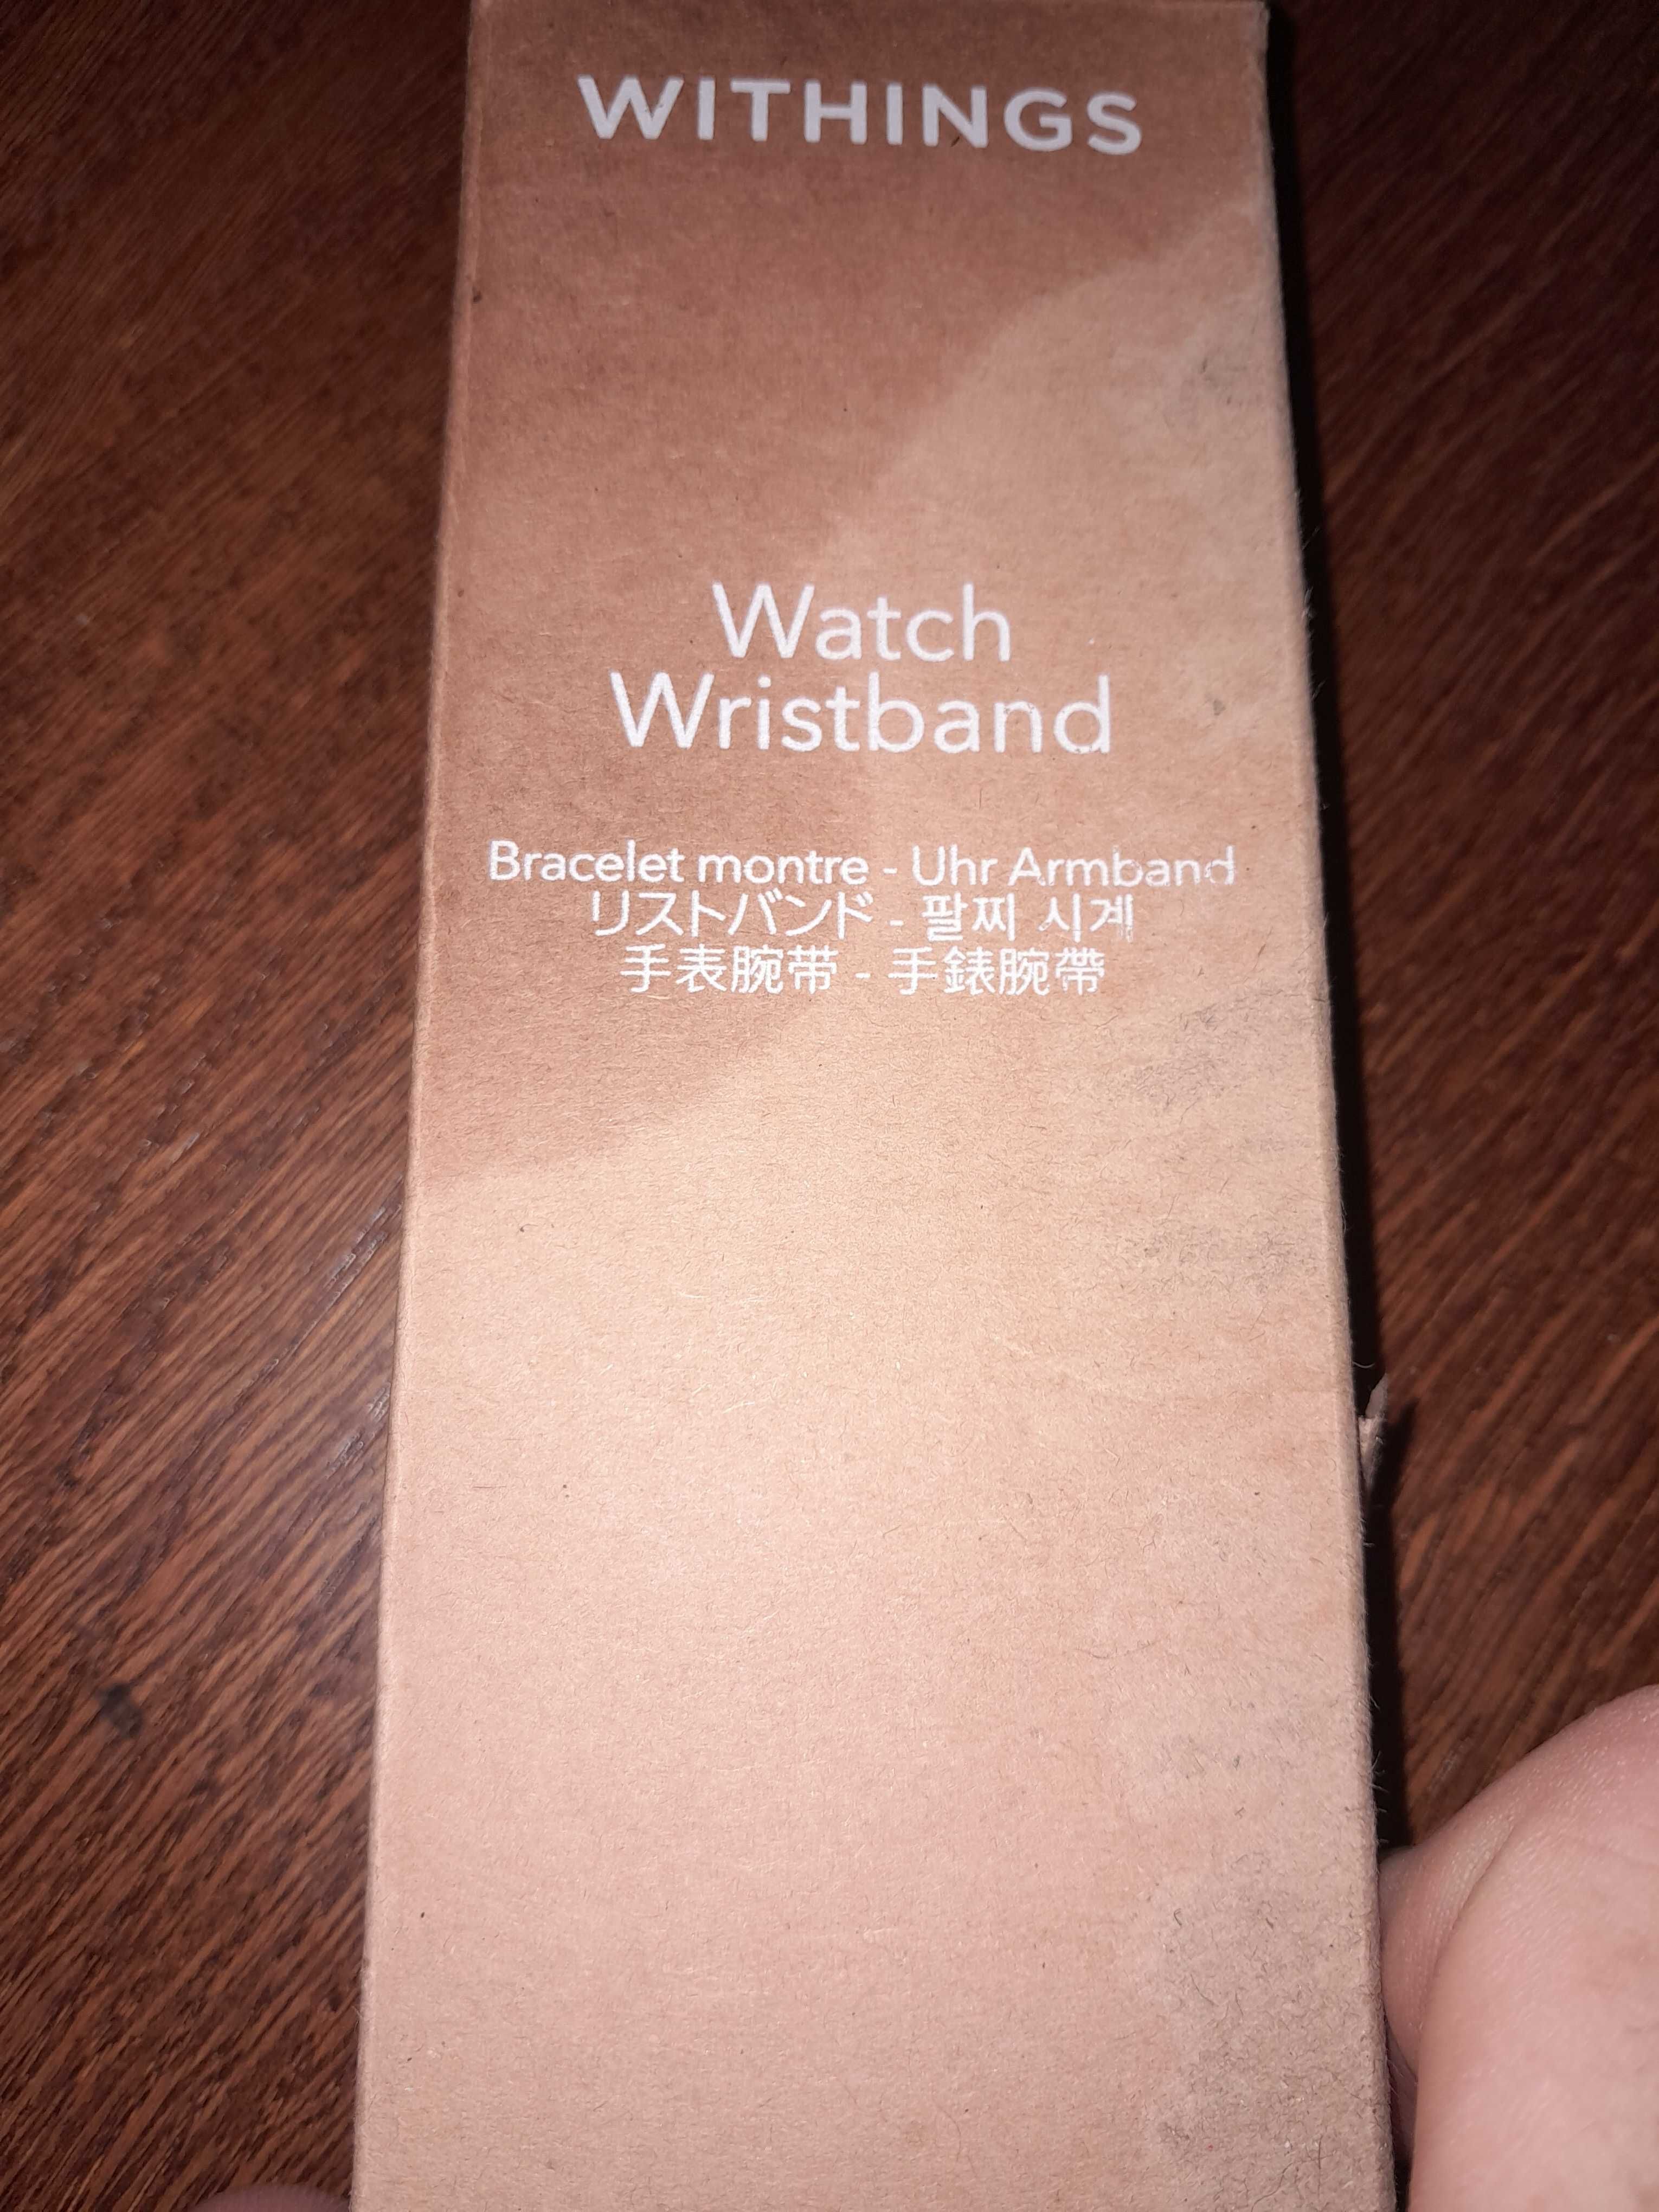 WITHINGS
Watch
Wristband
Bracelet montre - Uhr Armband
リストバンド - 팔찌 시계
手表腕带 - 手錶腕帶